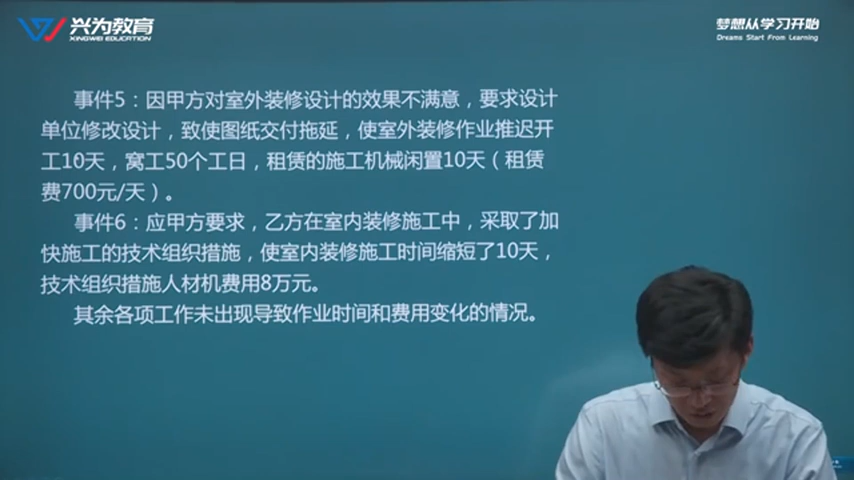 兴为教育
XINGWEI EDUCATION
梦想从学习开始
Dreams Start From Learning
事件5：因甲方对室外装修设计的效果不满意，要求设计
单位修改设计，致使图纸交付拖延，使室外装修作业推迟开
工10天，窝工50个工日，租赁的施工机械闲置10天（租赁
费700元/天）。
事件6：应甲方要求，乙方在室内装修施工中，采取了加
快施工的技术组织措施，使室内装修施工时间缩短了10天，
技术组织措施人材机费用8万元。
其余各项工作未出现导致作业时间和费用变化的情况。